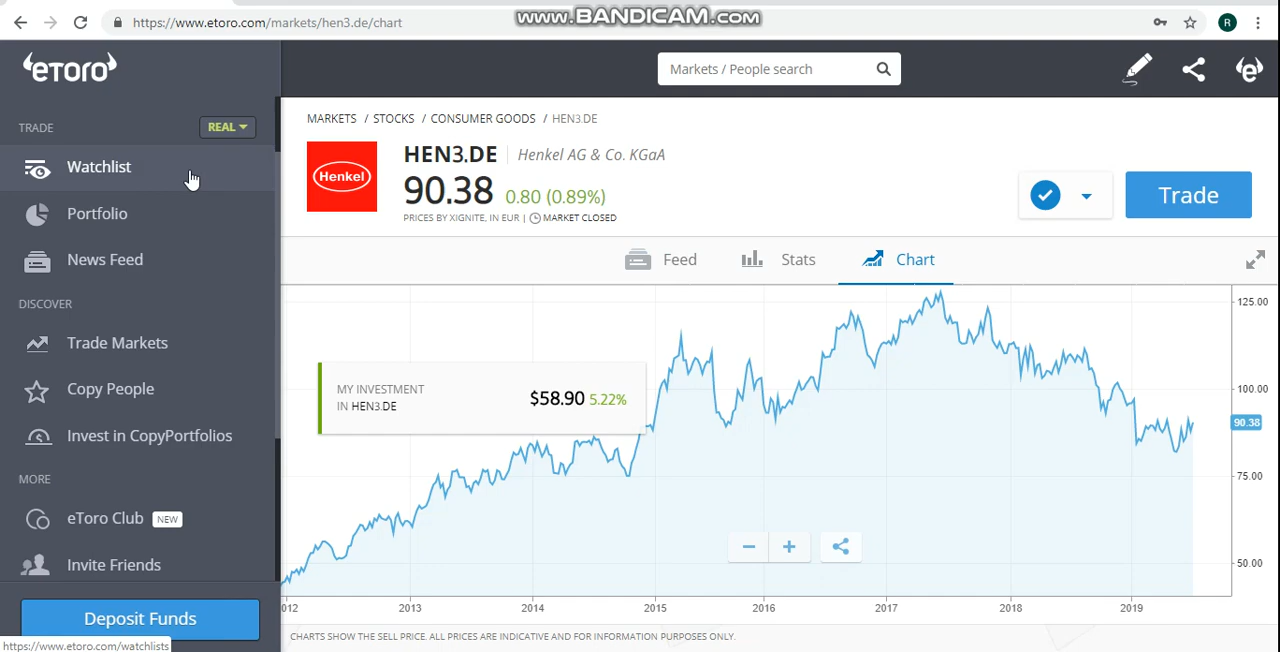 https://www.etoro.com/markets/hen3.de/chart
www.BANDICAM.com
R
eToro
Markets / People search
e
TRADE
REAL
Watchlist
Portfolio
News Feed
DISCOVER
Trade Markets
Copy People
Invest in CopyPortfolios
MORE
eToro Club NEW
Invite Friends
Deposit Funds
https://www.etoro.com/watchlists
MARKETS / STOCKS / CONSUMER GOODS / HEN3.DE
Henkel
HEN3.DE Henkel AG & Co. KGaA
90.38 0.80 (0.89%)
PRICES BY XIGNITE, IN EUR | MARKET CLOSED
Trade
Feed
Stats
Chart
MY INVESTMENT
IN HEN3.DE
$58.90 5.22%
125.00
100.00
90.38
75.00
50.00
012 2013 2014 2015 2016 2017 2018 2019
CHARTS SHOW THE SELL PRICE. ALL PRICES ARE INDICATIVE AND FOR INFORMATION PURPOSES ONLY.